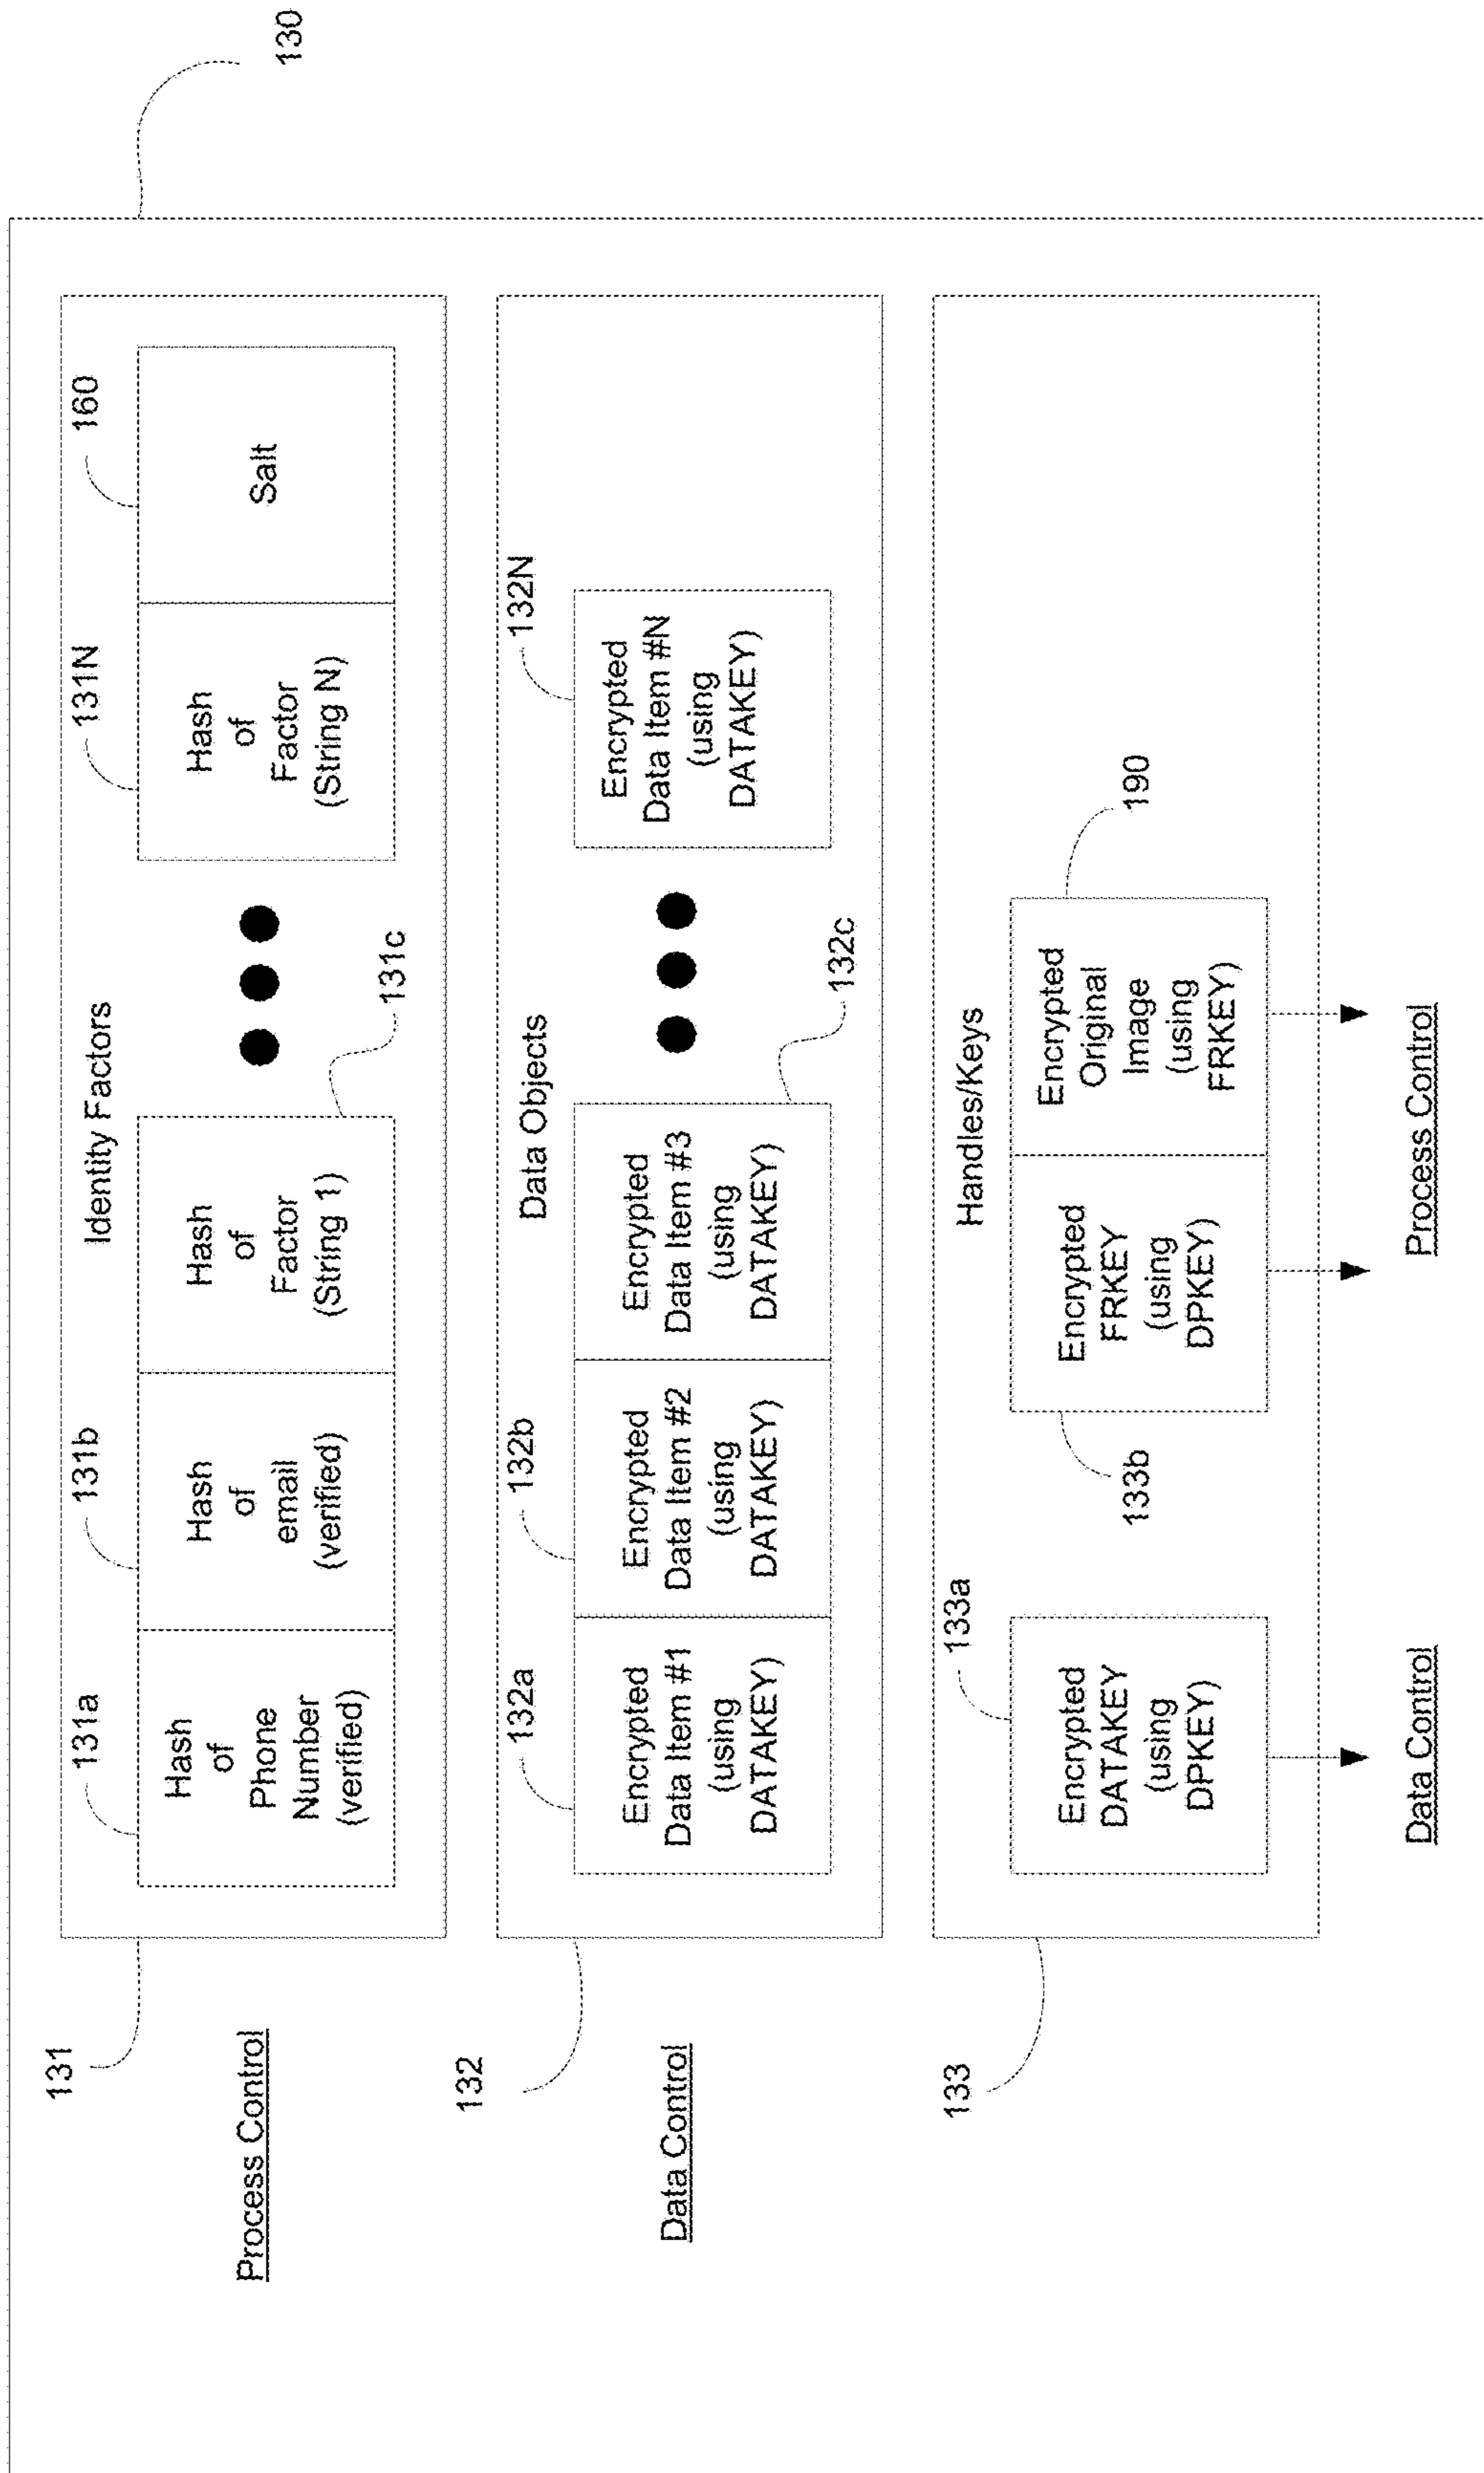 130
131
Process Control
Identity Factors
131a
Hash
of
Phone
Number
(verified)
131b
Hash
of
email
(verified)
131c
Hash
of
Factor
(String 1)
131N
Hash
of
Factor
(String N)
160
Salt
132
Data Control
Data Objects
132a
Encrypted
Data Item #1
(using
DATAKEY)
132b
Encrypted
Data Item #2
(using
DATAKEY)
132c
Encrypted
Data Item #3
(using
DATAKEY)
132N
Encrypted
Data Item #N
(using
DATAKEY)
133
Handles/Keys
133a
Encrypted
DATAKEY
(using
DPKEY)
133b
Encrypted
FRKEY
(using
DPKEY)
190
Encrypted
Original
Image
(using
FRKEY)
Data Control
Process Control